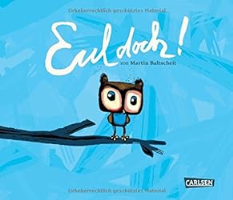 Urheberrechtlich geschütztes Material
Eul doch!
von Martin Baltscheit
CARLSEN
Urheberrechtlich geschütztes Material